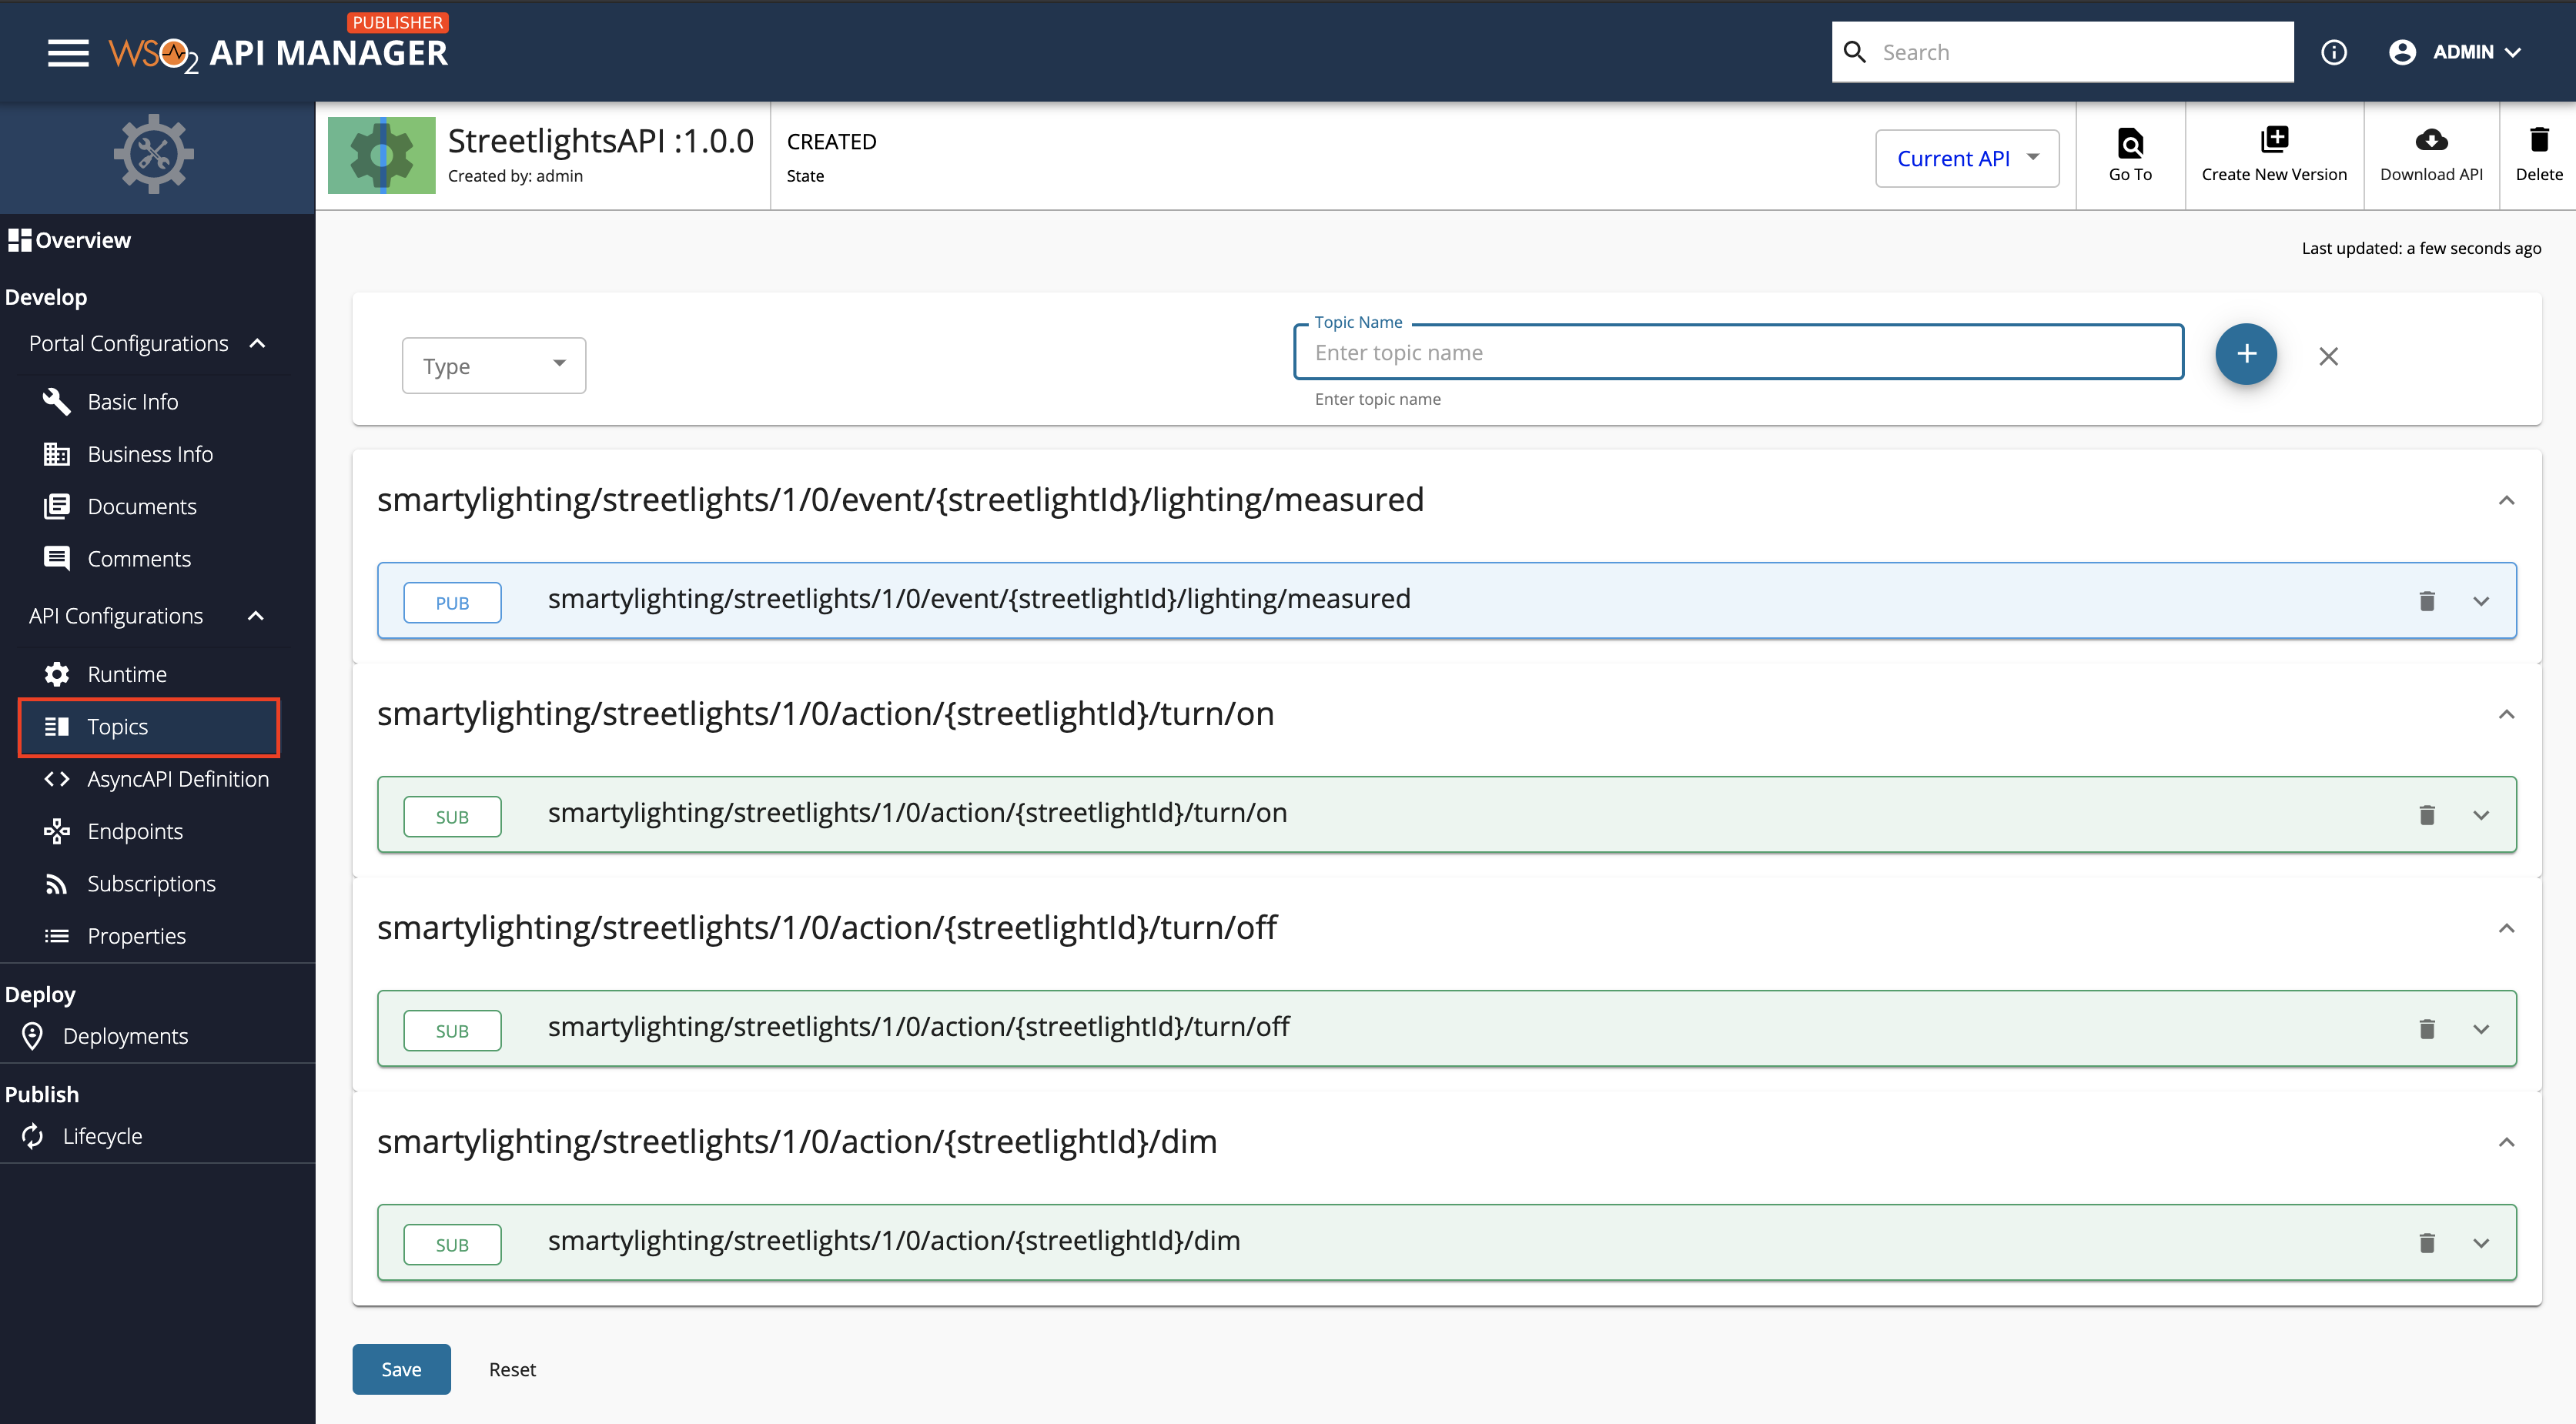 PUBLISHER
WSO2 API MANAGER
Search
ADMIN
StreetlightsAPI :1.0.0
Created by: admin
CREATED
State
Current API
Go To
Create New Version
Download API
Delete
Overview
Develop
Portal Configurations
Basic Info
Business Info
Documents
Comments
API Configurations
Runtime
Topics
AsyncAPI Definition
Endpoints
Subscriptions
Properties
Deploy
Deployments
Publish
Lifecycle
Last updated: a few seconds ago
Type
Topic Name
Enter topic name
Enter topic name
smartylighting/streetlights/1/0/event/{streetlightId}/lighting/measured
PUB smartylighting/streetlights/1/0/event/{streetlightId}/lighting/measured
smartylighting/streetlights/1/0/action/{streetlightId}/turn/on
SUB smartylighting/streetlights/1/0/action/{streetlightId}/turn/on
smartylighting/streetlights/1/0/action/{streetlightId}/turn/off
SUB smartylighting/streetlights/1/0/action/{streetlightId}/turn/off
smartylighting/streetlights/1/0/action/{streetlightId}/dim
SUB smartylighting/streetlights/1/0/action/{streetlightId}/dim
Save Reset